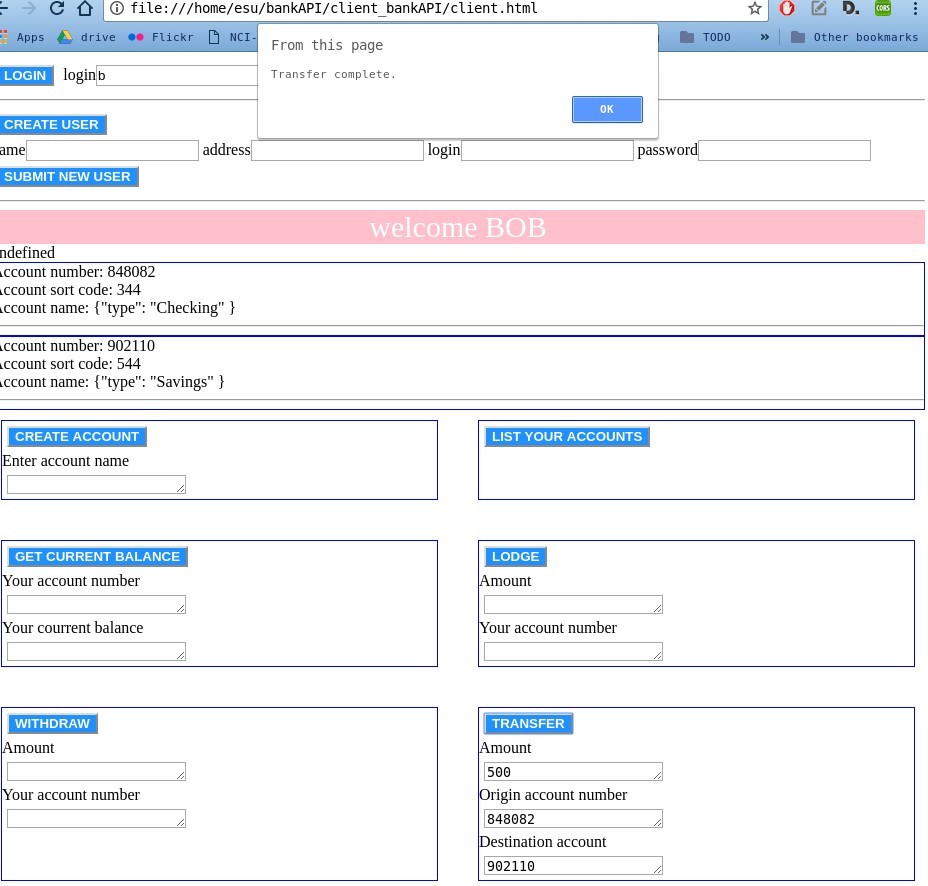 file:///home/esu/bankAPI/client_bankAPI/client.html
CORS
Apps drive Flickr NCI- TODO » Other bookmarks
From this page
Transfer complete.
OK
LOGIN login b
CREATE USER
ame address login password
SUBMIT NEW USER
welcome BOB
ndefined
Account number: 848082
Account sort code: 344
Account name: {"type": "Checking" }
Account number: 902110
Account sort code: 544
Account name: {"type": "Savings" }
CREATE ACCOUNT
Enter account name
LIST YOUR ACCOUNTS
GET CURRENT BALANCE
Your account number
Your courrent balance
LODGE
Amount
Your account number
WITHDRAW
Amount
Your account number
TRANSFER
Amount
500
Origin account number
848082
Destination account
902110